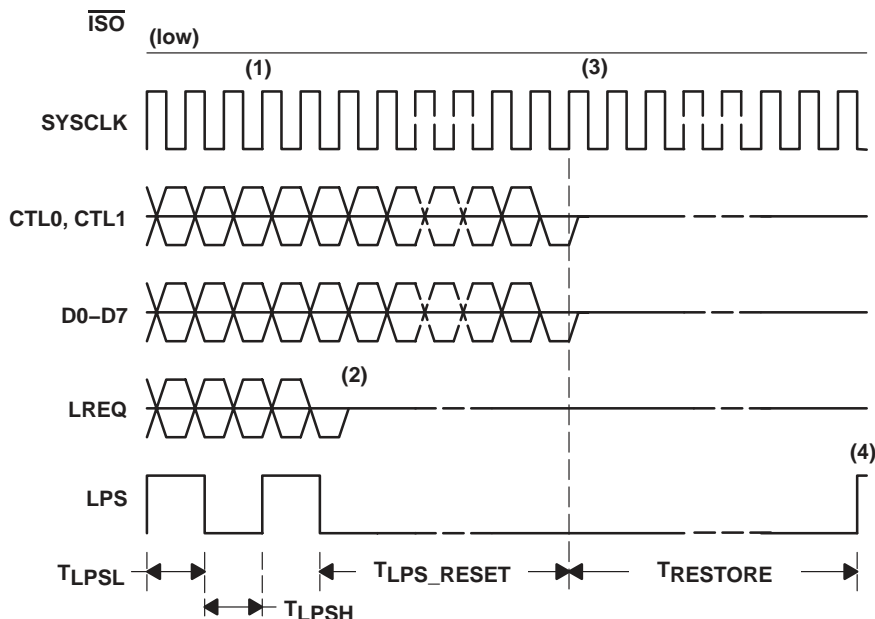 ISO
(low)
(1)
(3)
SYSCLK
CTL0, CTL1
D0–D7
(2)
LREQ
(4)
LPS
TLPSL
TLPS_RESET
TRESTORE
TLPSH